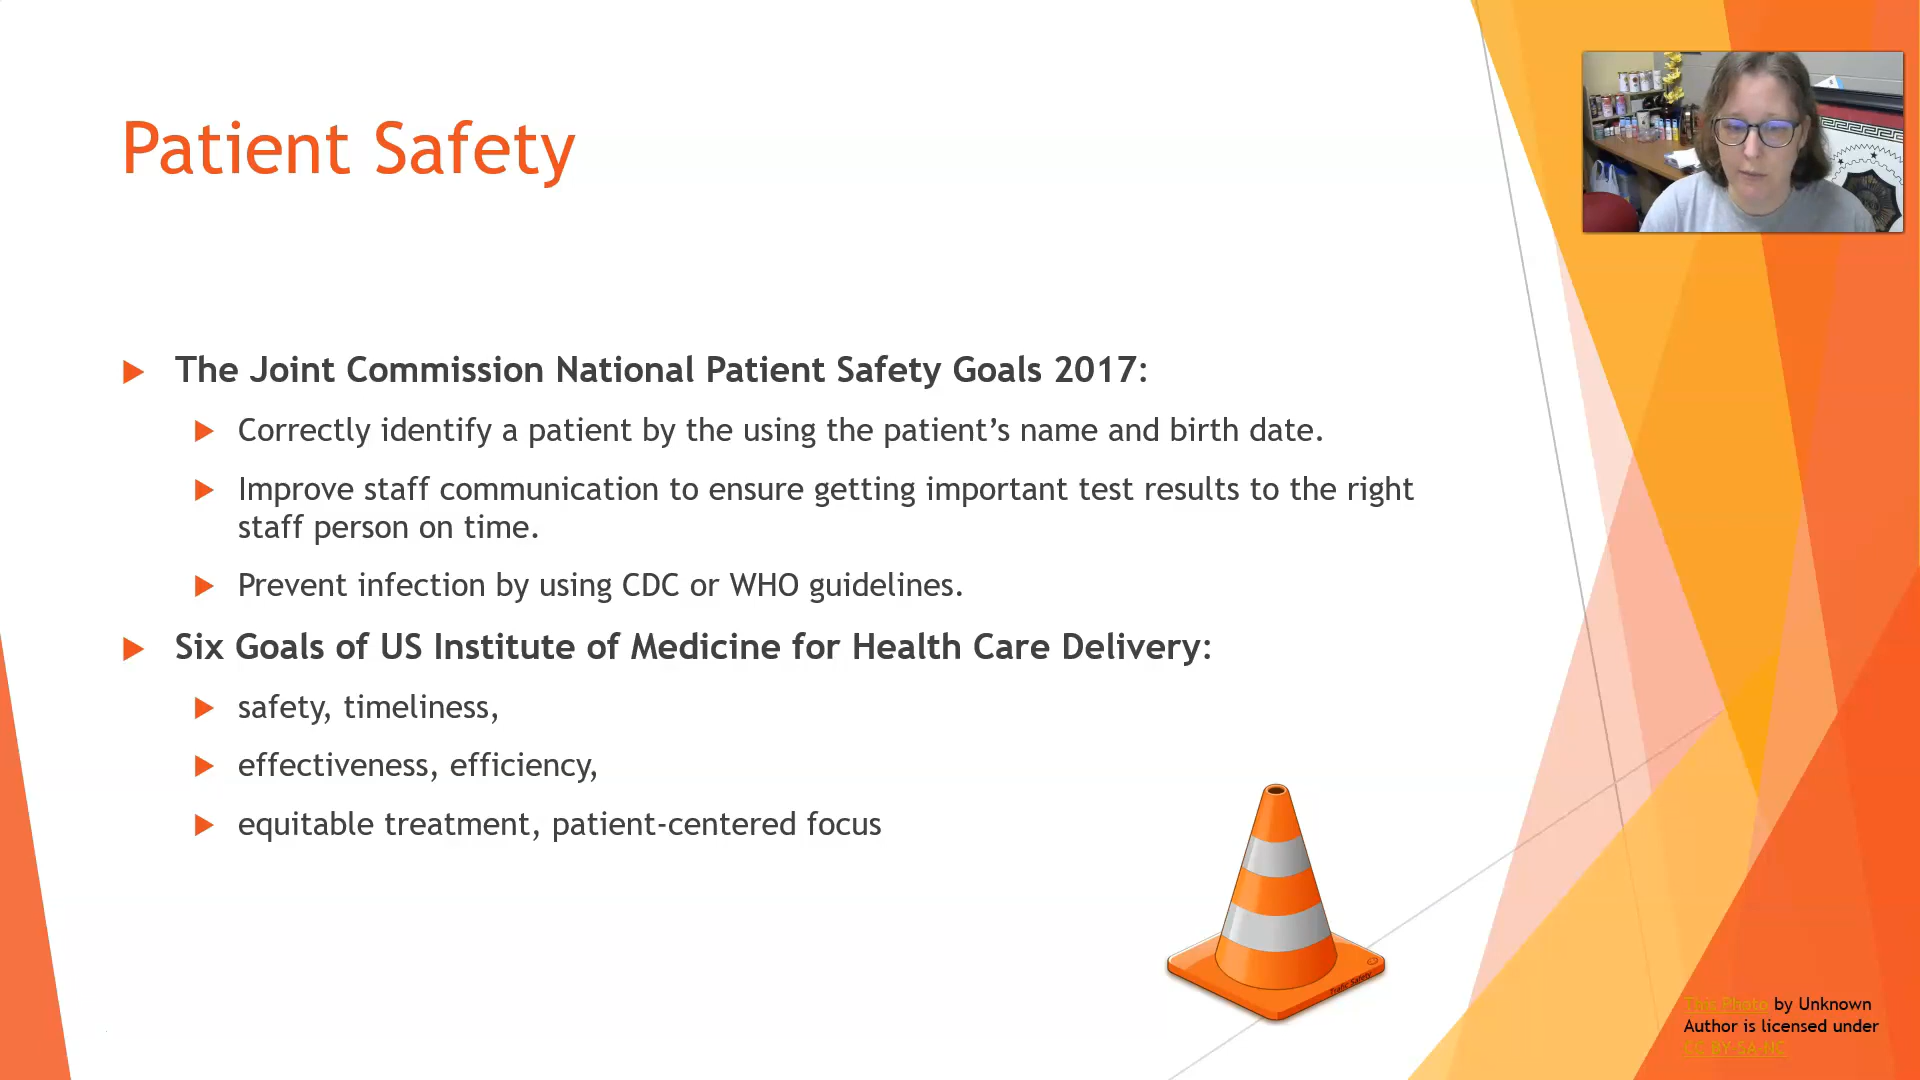 Patient Safety
The Joint Commission National Patient Safety Goals 2017:
Correctly identify a patient by the using the patient’s name and birth date.
Improve staff communication to ensure getting important test results to the right
staff person on time.
Prevent infection by using CDC or WHO guidelines.
Six Goals of US Institute of Medicine for Health Care Delivery:
safety, timeliness,
effectiveness, efficiency,
equitable treatment, patient-centered focus
Trafic Safety
This Photo by Unknown
Author is licensed under
CC BY-SA-NC